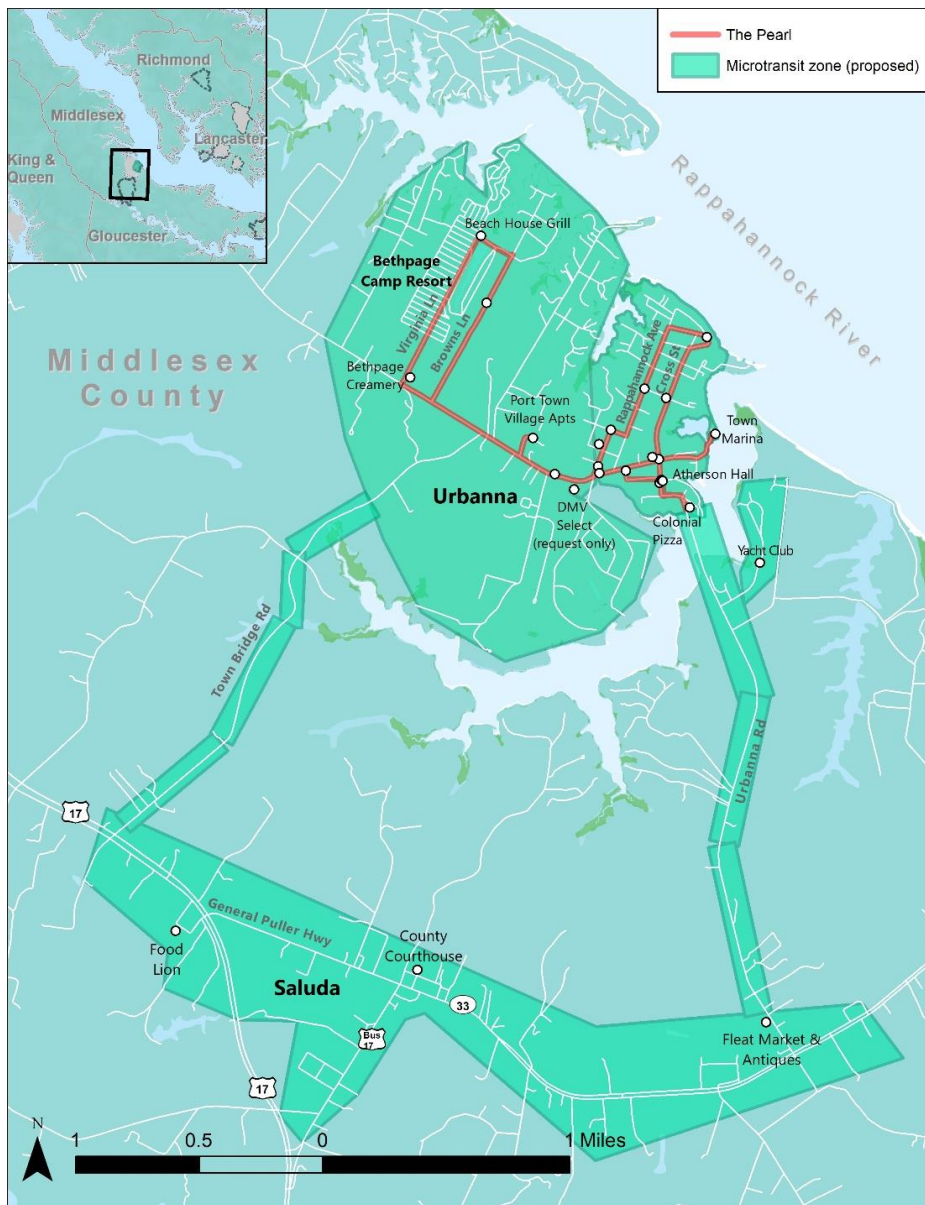 The Pearl
Microtransit zone (proposed)
Richmond
Middlesex
Lancaster
King &
Queen
Gloucester
Rappahannock
River
Middlesex
County
Beach House Grill
Bethpage
Camp Resort
Virginia Ln
Browns Ln
Bethpage
Creamery
Port Town
Village Apts
Rappahannock Ave
Cross St
Town
Marina
Atherson Hall
Urbanna
DMV
Select
(request only)
Colonial
Pizza
Yacht Club
Town Bridge Rd
Urbanna Rd
17
General Puller Hwy
Food
Lion
County
Courthouse
Saluda
33
Bus
17
Fleat Market &
Antiques
17
N
1 0.5 0 1 Miles